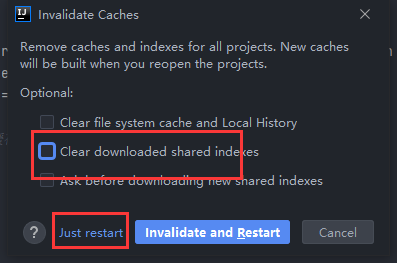 Invalidate Caches
Remove caches and indexes for all projects. New caches
will be built when you reopen the projects.
Optional:
Clear file system cache and Local History
Clear downloaded shared indexes
Ask before downloading new shared indexes
? Just restart Invalidate and Restart Cancel